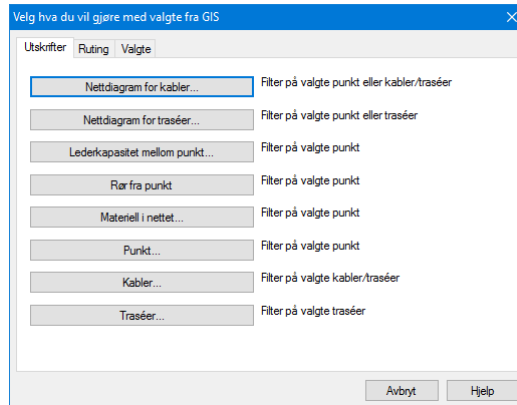 Velg hva du vil gjøre med valgte fra GIS
Utskrifter Ruting Valgte
Nettdiagram for kabler... Filter på valgte punkt eller kabler/traséer
Nettdiagram for traséer... Filter på valgte punkt eller traséer
Lederkapasitet mellom punkt... Filter på valgte punkt
Rør fra punkt Filter på valgte punkt
Materiell i nettet... Filter på valgte punkt
Punkt... Filter på valgte punkt
Kabler... Filter på valgte kabler/traséer
Traséer... Filter på valgte traséer
Avbryt Hjelp